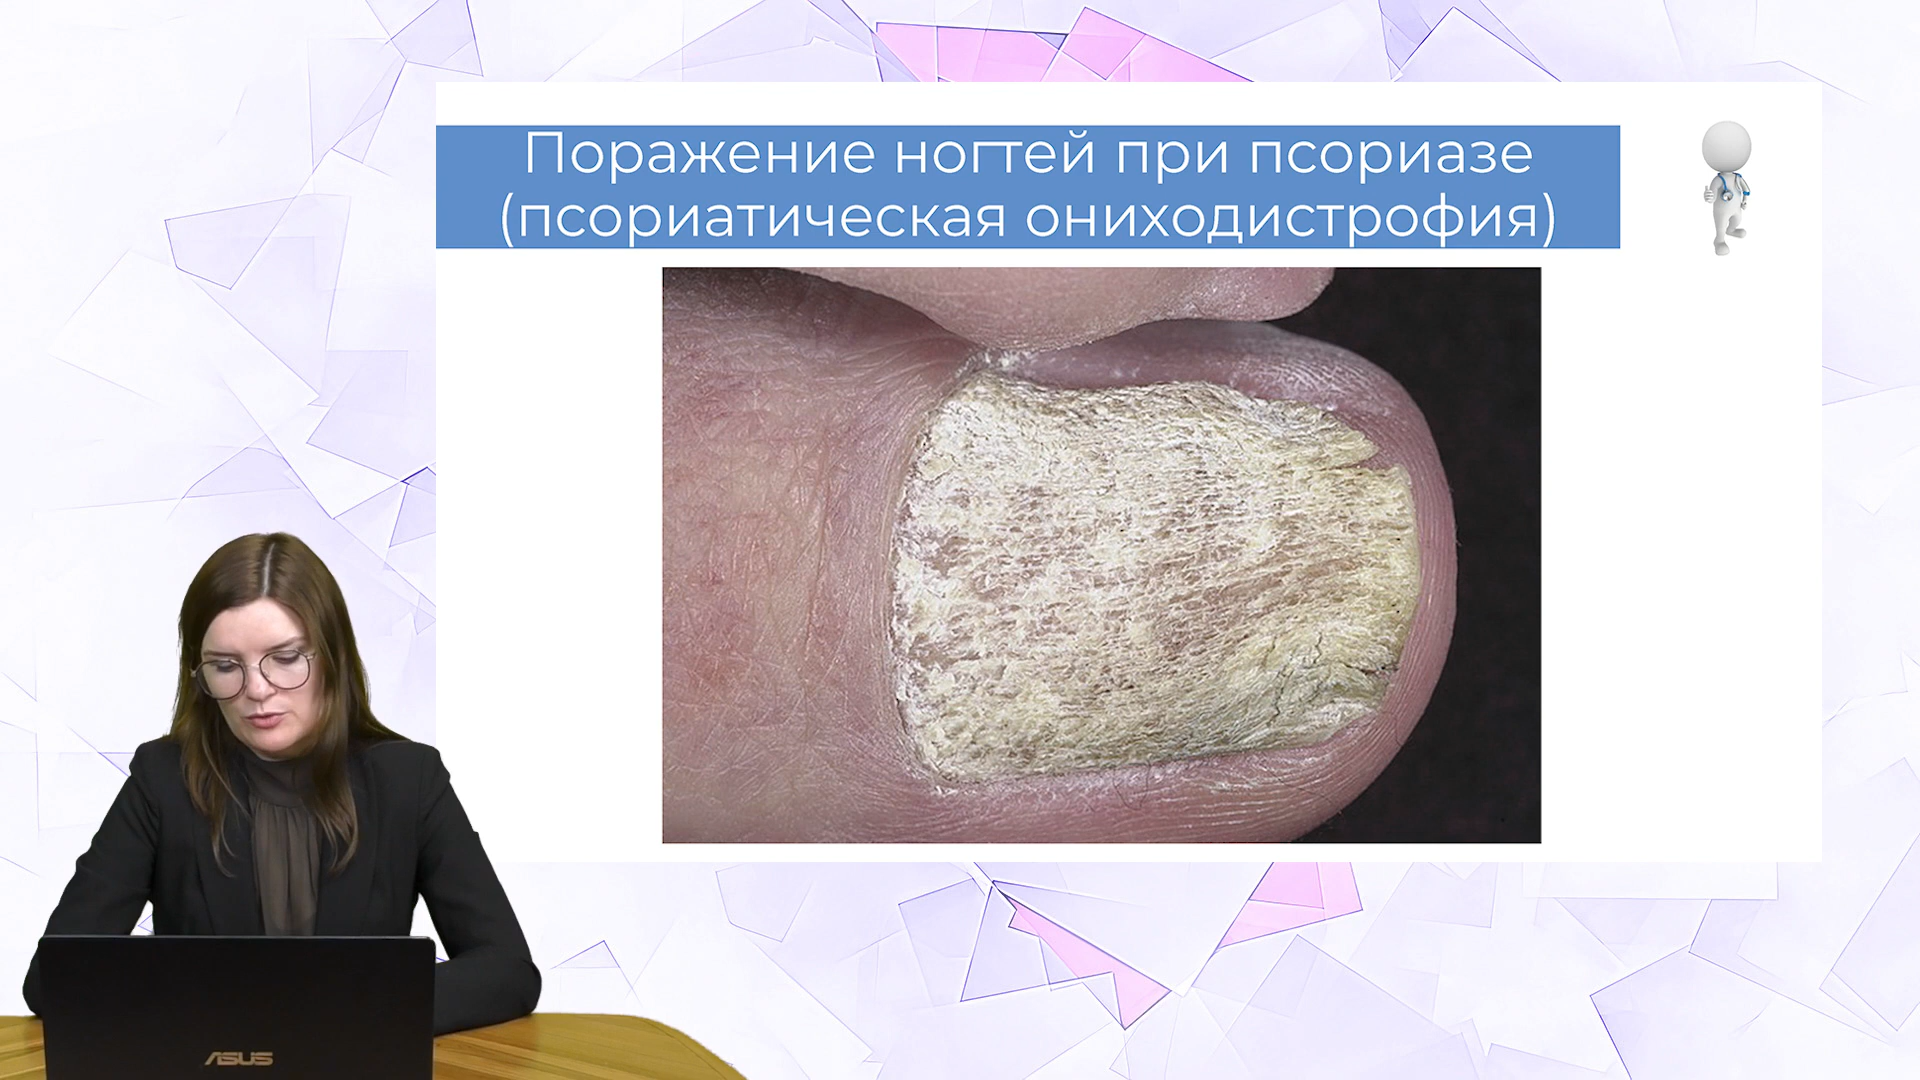 Поражение ногтей при псориазе
(псориатическая ониходистрофия)
ASUS